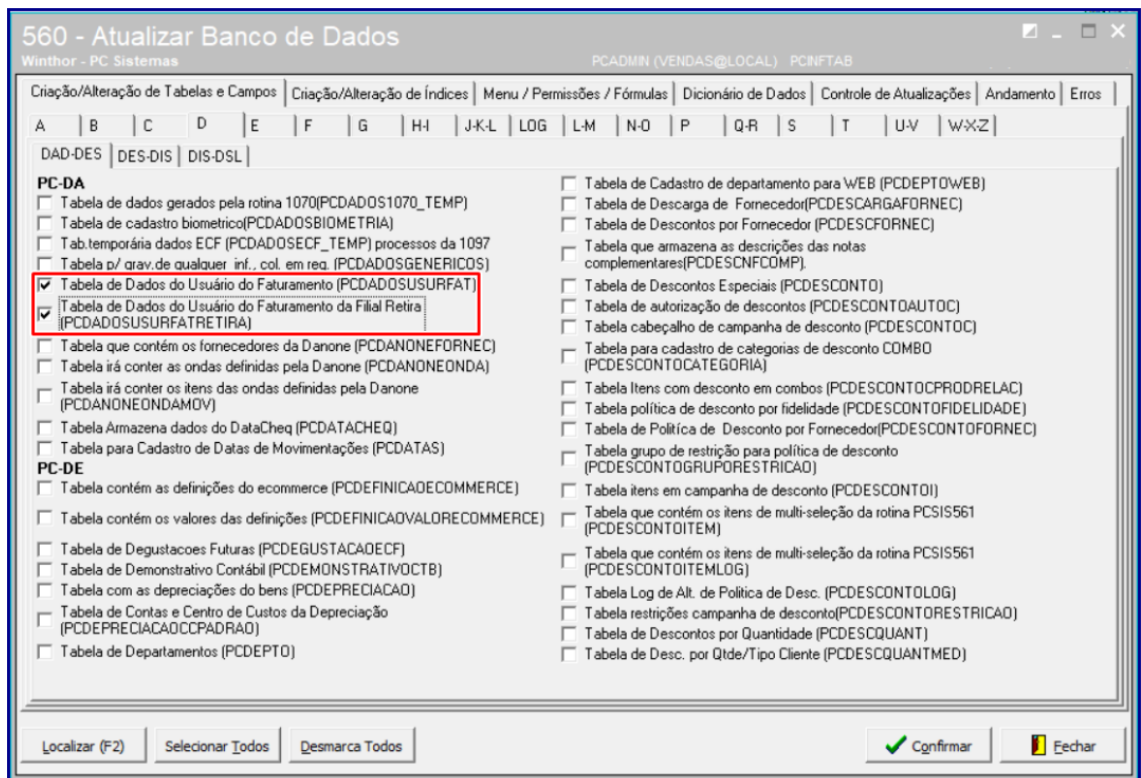 560 - Atualizar Banco de Dados
Winthor - PC Sistemas
PCADMIN (VENDAS@LOCAL) PCINFTAB
Criação/Alteração de Tabelas e Campos
Criação/Alteração de Índices
Menu / Permissões / Fórmulas
Dicionário de Dados
Controle de Atualizações
Andamento
Erros
A B C D E F G H-I J-K-L LOG L-M N-O P Q-R S T U-V W-X-Z
DAD-DES DES-DIS DIS-DSL
PC-DA
Tabela de dados gerados pela rotina 1070(PCDADOS1070_TEMP)
Tabela de cadastro biometrico(PCDADOSBIOMETRIA)
Tab.temporária dados ECF (PCDADOSECF_TEMP) processos da 1097
Tabela p/ grav.de qualquer inf., col. em reg. (PCDADOSGENERICOS)
Tabela de Dados do Usuário do Faturamento (PCDADOSUSURFAT)
Tabela de Dados do Usuário do Faturamento da Filial Retira
(PCDADOSUSURFATRETIRA)
Tabela que contém os fornecedores da Danone (PCDANONEFORNEC)
Tabela irá conter as ondas definidas pela Danone (PCDANONEONDA)
Tabela irá conter os itens das ondas definidas pela Danone
(PCDANONEONDAMOV)
Tabela Armazena dados do DataCheq (PCDATACHEQ)
Tabela para Cadastro de Datas de Movimentações (PCDATAS)
PC-DE
Tabela contém as definições do ecommerce (PCDEFINICAOECOMMERCE)
Tabela contém os valores das definições (PCDEFINICAOVALORECOMMERCE)
Tabela de Degustacoes Futuras (PCDEGUSTACAOECF)
Tabela de Demonstrativo Contábil (PCDEMONSTRATIVOCTB)
Tabela com as depreciações do bens (PCDEPRECIACAO)
Tabela de Contas e Centro de Custos da Depreciação
(PCDEPRECIACAOCCPADRAO)
Tabela de Departamentos (PCDEPTO)
Tabela de Cadastro de departamento para WEB (PCDEPTOWEB)
Tabela de Descarga de Fornecedor(PCDESCARGAFORNEC)
Tabela de Descontos por Fornecedor (PCDESCFORNEC)
Tabela que armazena as descrições das notas
complementares(PCDESCNFCOMP).
Tabela de Descontos Especiais (PCDESCONTO)
Tabela de autorização de descontos (PCDESCONTOAUTOC)
Tabela cabeçalho de campanha de desconto (PCDESCONTOC)
Tabela para cadastro de categorias de desconto COMBO
(PCDESCONTOCATEGORIA)
Tabela Itens com desconto em combos (PCDESCONTOCPRODRELAC)
Tabela política de desconto por fidelidade (PCDESCONTOFIDELIDADE)
Tabela de Politíca de Desconto por Fornecedor(PCDESCONTOFORNEC)
Tabela grupo de restrição para política de desconto
(PCDESCONTOGRUPORESTRICAO)
Tabela itens em campanha de desconto (PCDESCONTOI)
Tabela que contém os itens de multi-seleção da rotina PCSIS561
(PCDESCONTOITEM)
Tabela que contém os itens de multi-seleção da rotina PCSIS561
(PCDESCONTOITEMLOG)
Tabela Log de Alt. de Politica de Desc. (PCDESCONTOLOG)
Tabela restrições campanha de desconto(PCDESCONTORESTRICAO)
Tabela de Descontos por Quantidade (PCDESCQUANT)
Tabela de Desc. por Qtde/Tipo Cliente (PCDESCQUANTMED)
Localizar (F2)
Selecionar Todos
Desmarca Todos
Confirmar
Fechar